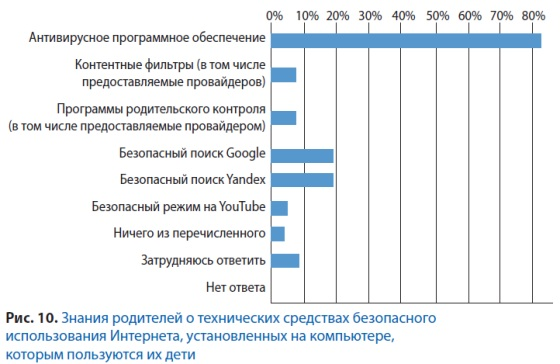 0% 10% 20% 30% 40% 50% 60% 70% 80%
Антивирусное программное обеспечение
Контентные фильтры (в том числе
предоставляемые провайдеров)
Программы родительского контроля
(в том числе предоставляемые провайдером)
Безопасный поиск Google
Безопасный поиск Yandex
Безопасный режим на YouTube
Ничего из перечисленного
Затрудняюсь ответить
Нет ответа
Рис. 10. Знания родителей о технических средствах безопасного
использования Интернета, установленных на компьютере,
которым пользуются их дети